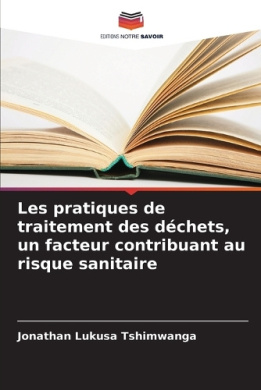 EDITIONS NOTRE SAVOIR
Les pratiques de
traitement des déchets,
un facteur contribuant au
risque sanitaire
Jonathan Lukusa Tshimwanga